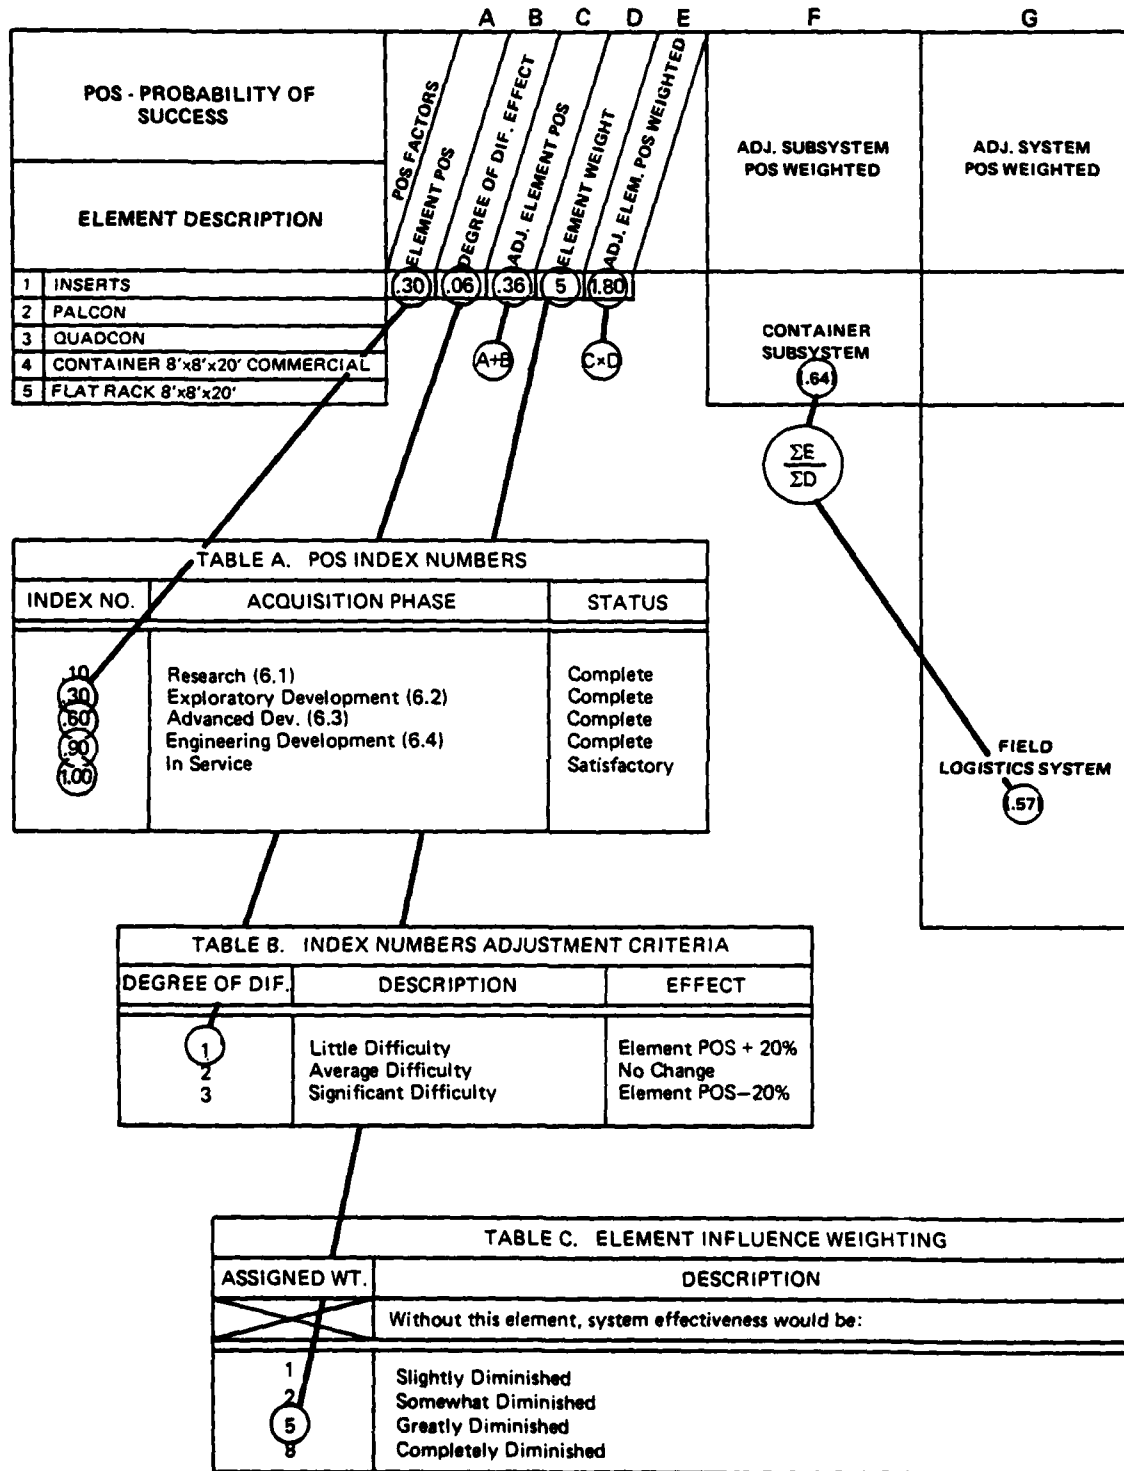 A B C D E F G
POS - PROBABILITY OF
SUCCESS
ELEMENT DESCRIPTION
POS FACTORS
ELEMENT POS
DEGREE OF DIF. EFFECT
ADJ. ELEMENT POS
ELEMENT WEIGHT
ADJ. ELEM. POS WEIGHTED
ADJ. SUBSYSTEM
POS WEIGHTED
ADJ. SYSTEM
POS WEIGHTED
1 INSERTS .30 .06 .36 5 1.80
2 PALCON
3 QUADCON
4 CONTAINER 8'x8'x20' COMMERCIAL
5 FLAT RACK 8'x8'x20'
A+B C×D
CONTAINER
SUBSYSTEM
.64
ΣE
ΣD
FIELD
LOGISTICS SYSTEM
.57
TABLE A. POS INDEX NUMBERS
INDEX NO. ACQUISITION PHASE STATUS
.10 Research (6.1) Complete
.30 Exploratory Development (6.2) Complete
.60 Advanced Dev. (6.3) Complete
.90 Engineering Development (6.4) Complete
1.00 In Service Satisfactory
TABLE B. INDEX NUMBERS ADJUSTMENT CRITERIA
DEGREE OF DIF. DESCRIPTION EFFECT
1 Little Difficulty Element POS + 20%
2 Average Difficulty No Change
3 Significant Difficulty Element POS−20%
TABLE C. ELEMENT INFLUENCE WEIGHTING
ASSIGNED WT. DESCRIPTION
Without this element, system effectiveness would be:
1 Slightly Diminished
2 Somewhat Diminished
5 Greatly Diminished
8 Completely Diminished